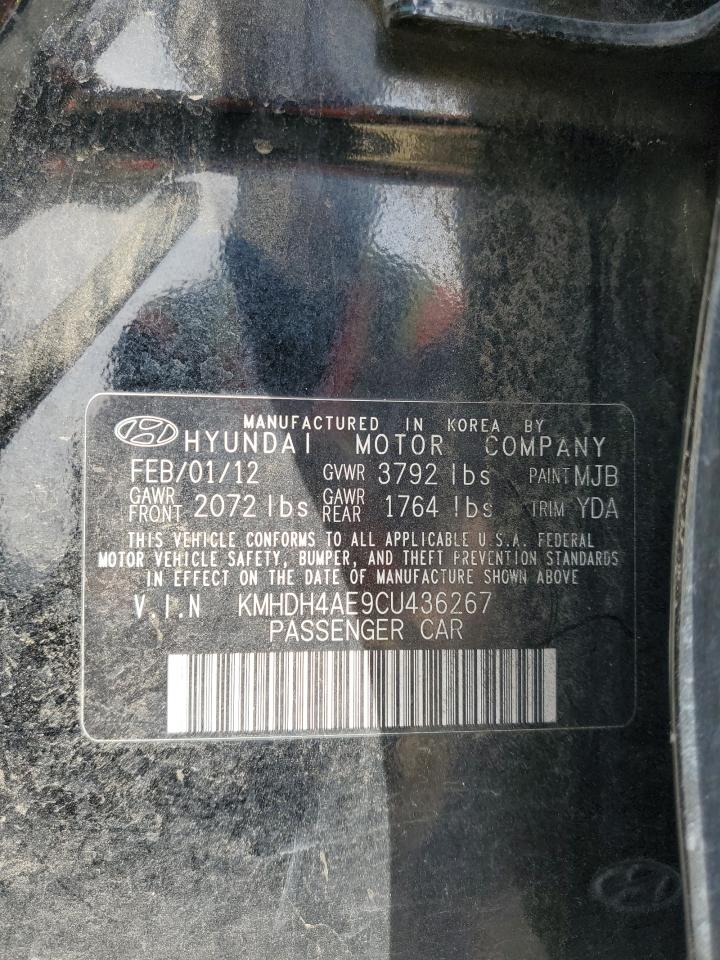 MANUFACTURED IN KOREA BY
HYUNDAI MOTOR COMPANY
FEB/01/12 GVWR 3792 lbs PAINT MJB
GAWR FRONT 2072 lbs GAWR REAR 1764 lbs TRIM YDA
THIS VEHICLE CONFORMS TO ALL APPLICABLE U.S.A. FEDERAL
MOTOR VEHICLE SAFETY, BUMPER, AND THEFT PREVENTION STANDARDS
IN EFFECT ON THE DATE OF MANUFACTURE SHOWN ABOVE
V.I.N KMHDH4AE9CU436267
PASSENGER CAR